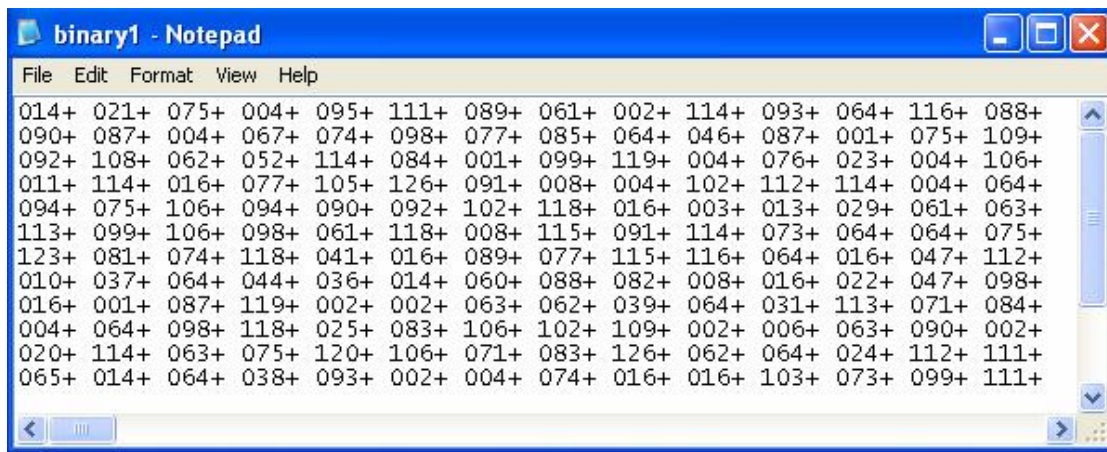 binary1 - Notepad
File Edit Format View Help
014+ 021+ 075+ 004+ 095+ 111+ 089+ 061+ 002+ 114+ 093+ 064+ 116+ 088+
090+ 087+ 004+ 067+ 074+ 098+ 077+ 085+ 064+ 046+ 087+ 001+ 075+ 109+
092+ 108+ 062+ 052+ 114+ 084+ 001+ 099+ 119+ 004+ 076+ 023+ 004+ 106+
011+ 114+ 016+ 077+ 105+ 126+ 091+ 008+ 004+ 102+ 112+ 114+ 004+ 064+
094+ 075+ 106+ 094+ 090+ 092+ 102+ 118+ 016+ 003+ 013+ 029+ 061+ 063+
113+ 099+ 106+ 098+ 061+ 118+ 008+ 115+ 091+ 114+ 073+ 064+ 064+ 075+
123+ 081+ 074+ 118+ 041+ 016+ 089+ 077+ 115+ 116+ 064+ 016+ 047+ 112+
010+ 037+ 064+ 044+ 036+ 014+ 060+ 088+ 082+ 008+ 016+ 022+ 047+ 098+
016+ 001+ 087+ 119+ 002+ 002+ 063+ 062+ 039+ 064+ 031+ 113+ 071+ 084+
004+ 064+ 098+ 118+ 025+ 083+ 106+ 102+ 109+ 002+ 006+ 063+ 090+ 002+
020+ 114+ 063+ 075+ 120+ 106+ 071+ 083+ 126+ 062+ 064+ 024+ 112+ 111+
065+ 014+ 064+ 038+ 093+ 002+ 004+ 074+ 016+ 016+ 103+ 073+ 099+ 111+